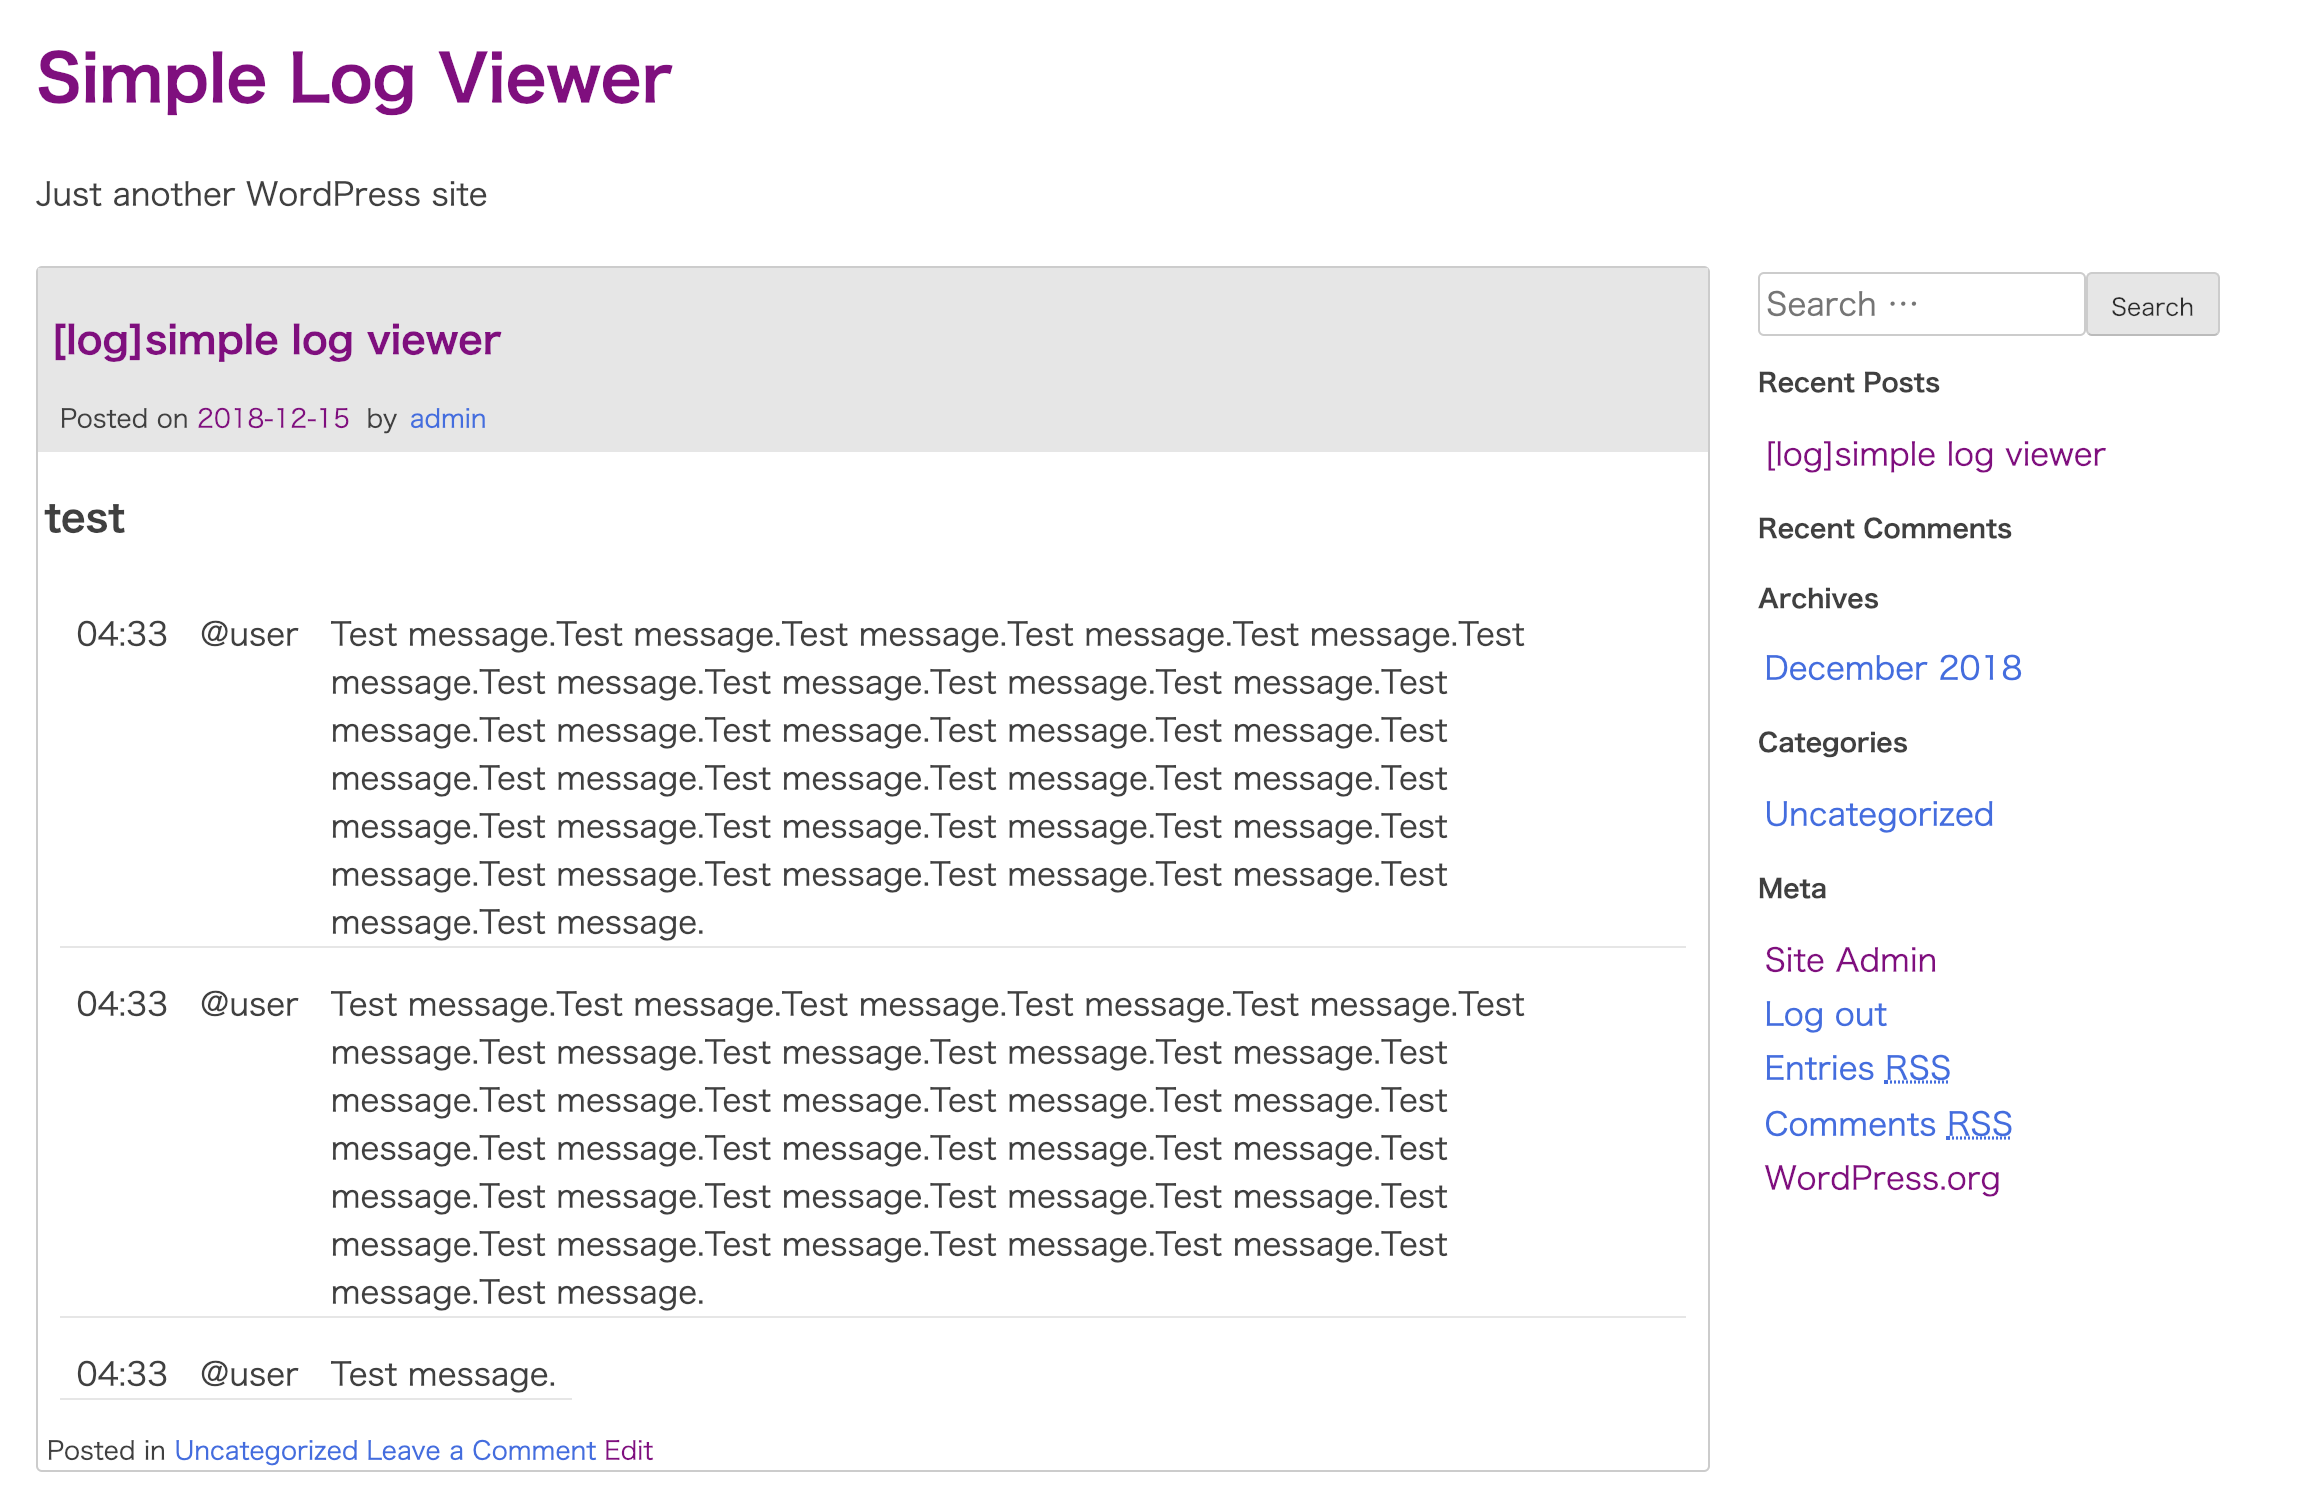 Simple Log Viewer
Just another WordPress site
[log]simple log viewer
Posted on 2018-12-15 by admin
test
04:33 @user Test message.Test message.Test message.Test message.Test message.Test
message.Test message.Test message.Test message.Test message.Test
message.Test message.Test message.Test message.Test message.Test
message.Test message.Test message.Test message.Test message.Test
message.Test message.Test message.Test message.Test message.Test
message.Test message.Test message.Test message.Test message.Test
message.Test message.
04:33 @user Test message.Test message.Test message.Test message.Test message.Test
message.Test message.Test message.Test message.Test message.Test
message.Test message.Test message.Test message.Test message.Test
message.Test message.Test message.Test message.Test message.Test
message.Test message.Test message.Test message.Test message.Test
message.Test message.Test message.Test message.Test message.Test
message.Test message.
04:33 @user Test message.
Posted in Uncategorized Leave a Comment Edit
Search …
Search
Recent Posts
[log]simple log viewer
Recent Comments
Archives
December 2018
Categories
Uncategorized
Meta
Site Admin
Log out
Entries RSS
Comments RSS
WordPress.org